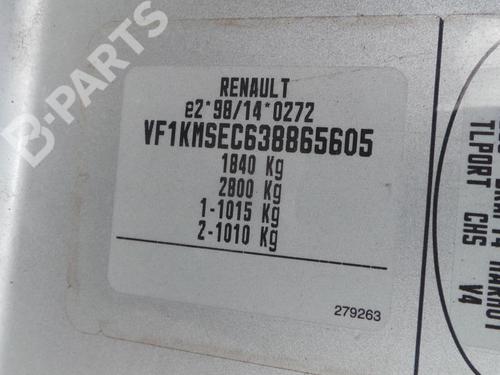 B-PARTS
RENAULT
e2*98/14*0272
VF1KMSEC638865605
1840 Kg
2800 Kg
1-1015 Kg
2-1010 Kg
279263
TLPORT CHS V4